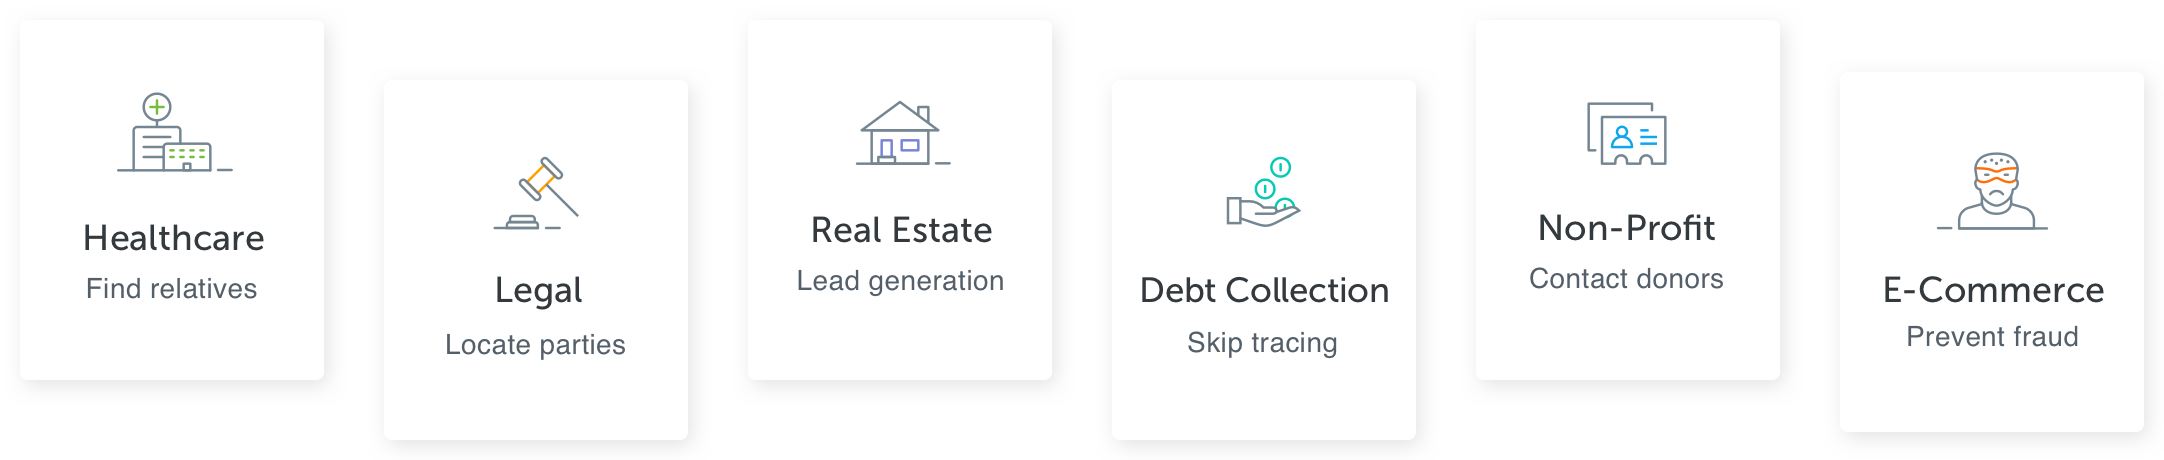 Healthcare
Find relatives
Legal
Locate parties
Real Estate
Lead generation
Debt Collection
Skip tracing
Non-Profit
Contact donors
E-Commerce
Prevent fraud